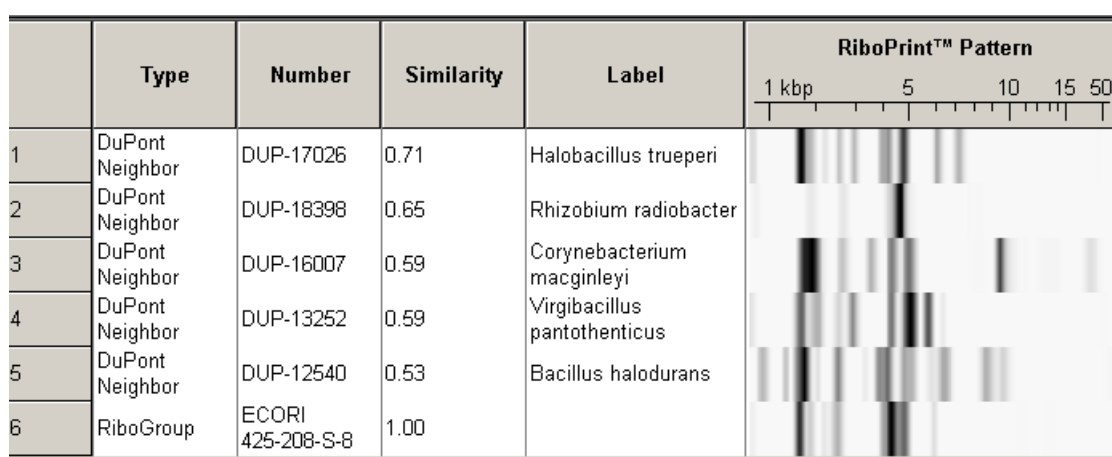 RiboPrint™ Pattern
Type Number Similarity Label
1 kbp 5 10 15 50
1 DuPont Neighbor DUP-17026 0.71 Halobacillus trueperi
2 DuPont Neighbor DUP-18398 0.65 Rhizobium radiobacter
3 DuPont Neighbor DUP-16007 0.59 Corynebacterium macginleyi
4 DuPont Neighbor DUP-13252 0.59 Virgibacillus pantothenticus
5 DuPont Neighbor DUP-12540 0.53 Bacillus halodurans
6 RiboGroup ECORI 425-208-S-8 1.00